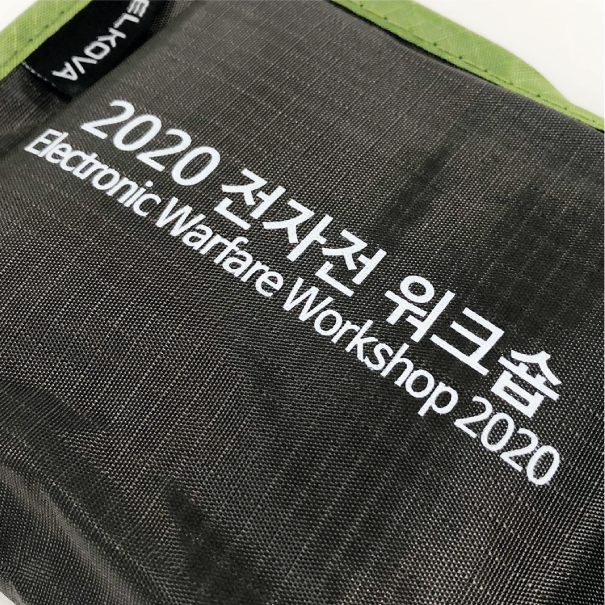 ELKOVA
2020 전자전 워크숍
Electronic Warfare Workshop 2020